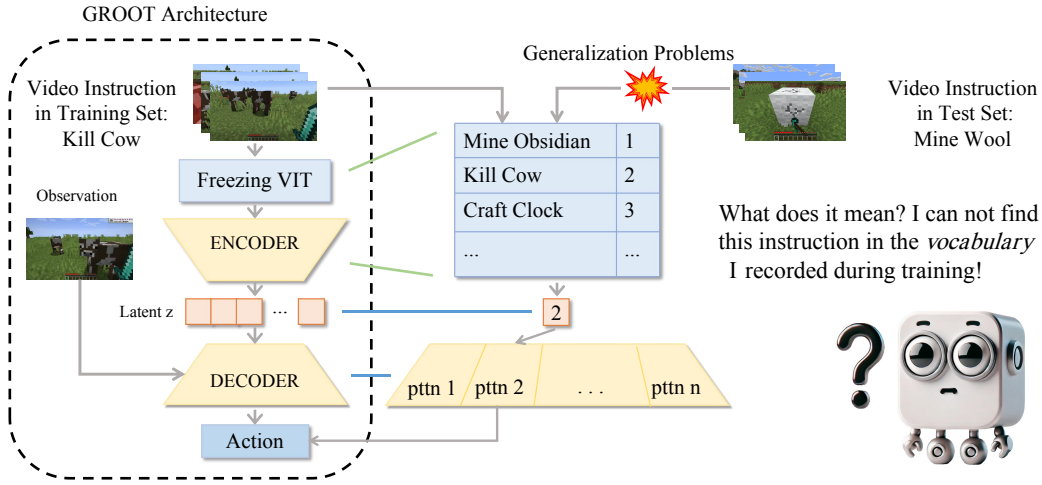 GROOT Architecture
Video Instruction
in Training Set:
Kill Cow
Generalization Problems
Video Instruction
in Test Set:
Mine Wool
Mine Obsidian 1
Kill Cow 2
Craft Clock 3
... ...
Freezing VIT
Observation
ENCODER
Latent z
...
2
DECODER
pttn 1 pttn 2 . . . pttn n
Action
What does it mean? I can not find
this instruction in the vocabulary
I recorded during training!
?